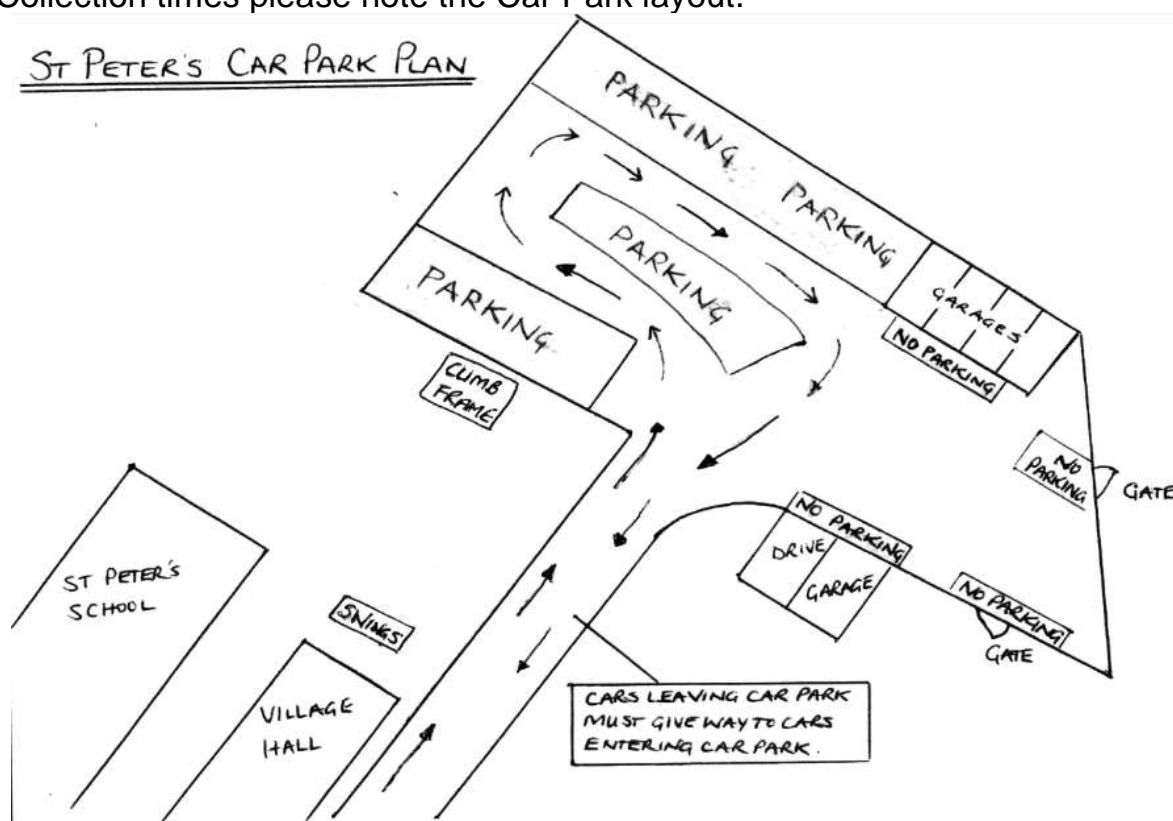 Collection times please note the Car Park layout.
ST PETER'S CAR PARK PLAN
PARKING
PARKING
PARKING
PARKING
GARAGES
NO PARKING
CLIMB
FRAME
NO
PARKING
GATE
NO PARKING
DRIVE
GARAGE
NO PARKING
GATE
ST PETER'S
SCHOOL
SWINGS
VILLAGE
HALL
CARS LEAVING CAR PARK
MUST GIVE WAY TO CARS
ENTERING CAR PARK.